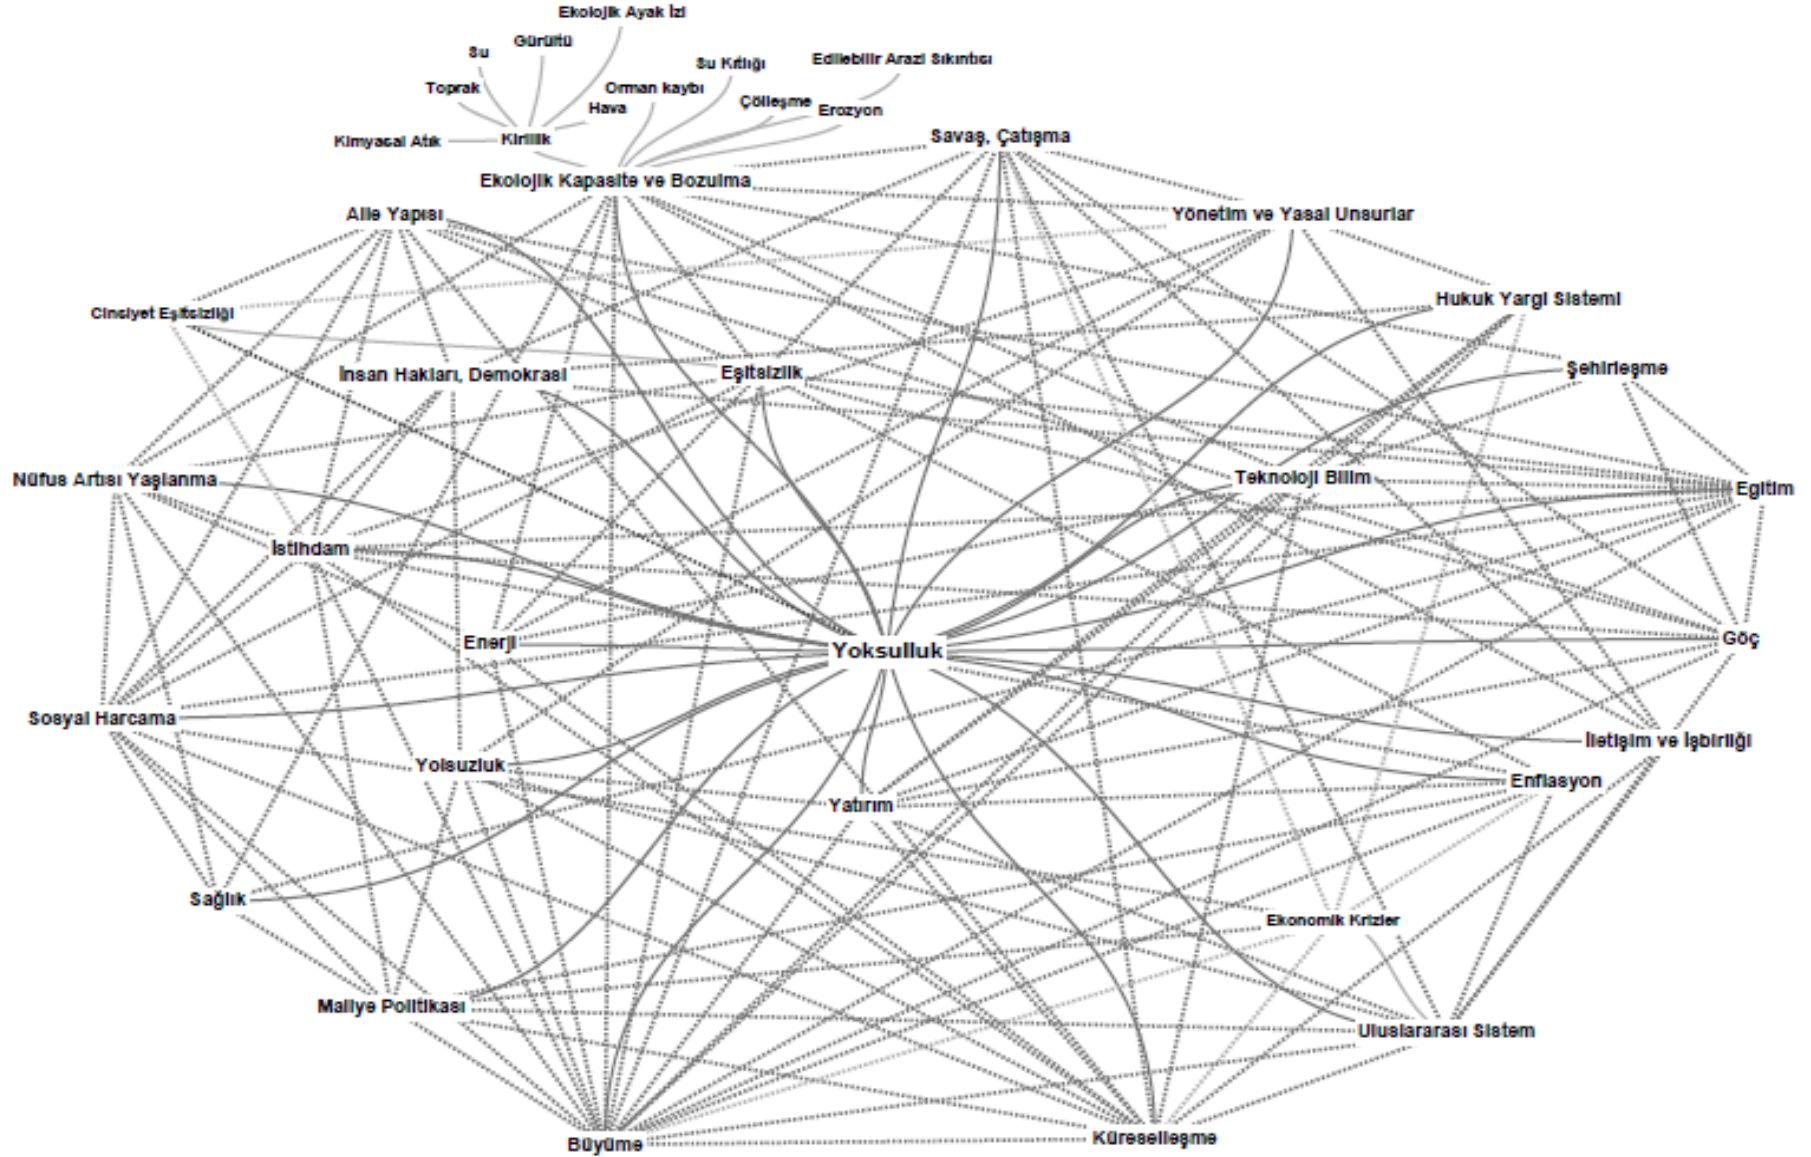 Ekolojik Ayak İzi
Gürültü
Su
Su Kıtlığı
Edilebilir Arazi Sıkıntısı
Toprak
Orman kaybı
Hava
Çölleşme
Erozyon
Kimyasal Atık
Kirlilik
Savaş, Çatışma
Ekolojik Kapasite ve Bozulma
Aile Yapısı
Yönetim ve Yasal Unsurlar
Cinsiyet Eşitsizliği
Hukuk Yargi Sistemi
İnsan Hakları, Demokrasi
Eşitsizlik
Şehirleşme
Nüfus Artısı Yaşlanma
Teknoloji Bilim
Egitim
İstihdam
Enerji
Yoksulluk
Göç
Sosyal Harcama
İletişim ve İşbirliği
Yolsuzluk
Enflasyon
Yatırım
Sağlık
Ekonomik Krizler
Maliye Politikası
Uluslararası Sistem
Büyüme
Küreselleşme